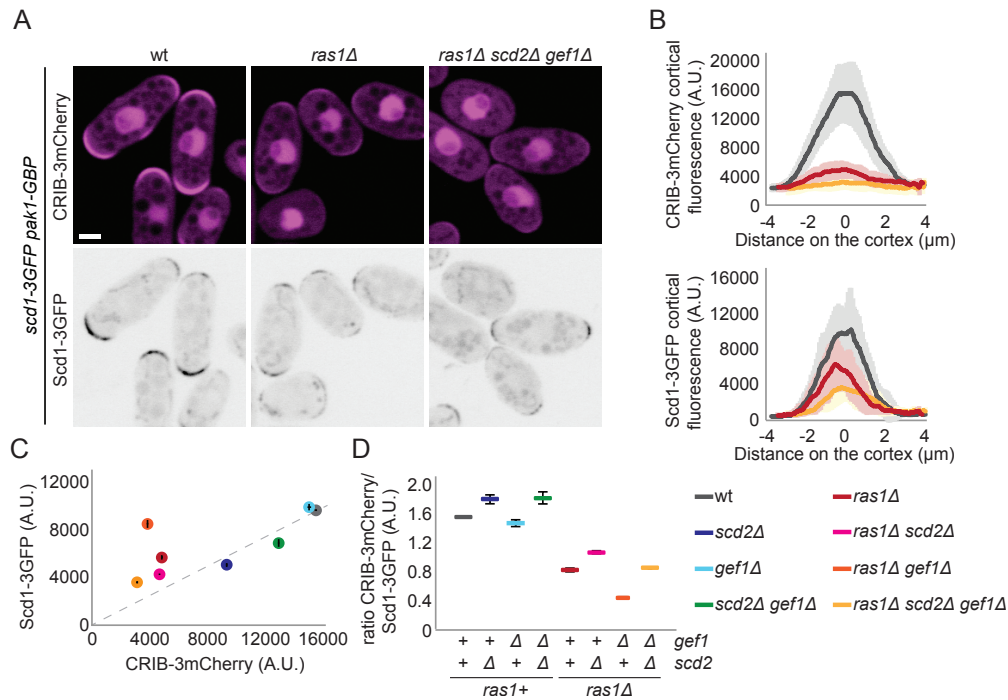 A
wt
ras1Δ
ras1Δ scd2Δ gef1Δ
scd1-3GFP pak1-GBP
CRIB-3mCherry
Scd1-3GFP
B
CRIB-3mCherry cortical
fluorescence (A.U.)
20000
16000
12000
8000
4000
0
-4 -2 0 2 4
Distance on the cortex (µm)
Scd1-3GFP cortical
fluorescence (A.U.)
16000
12000
8000
4000
0
-4 -2 0 2 4
Distance on the cortex (µm)
C
Scd1-3GFP (A.U.)
12000
8000
4000
0
0 4000 8000 12000 16000
CRIB-3mCherry (A.U.)
D
ratio CRIB-3mCherry/
Scd1-3GFP (A.U.)
2.0
1.6
1.2
0.8
0.4
0
+ + Δ Δ + + Δ Δ gef1
+ Δ + Δ + Δ + Δ scd2
ras1+ ras1Δ
wt
scd2Δ
gef1Δ
scd2Δ gef1Δ
ras1Δ
ras1Δ scd2Δ
ras1Δ gef1Δ
ras1Δ scd2Δ gef1Δ